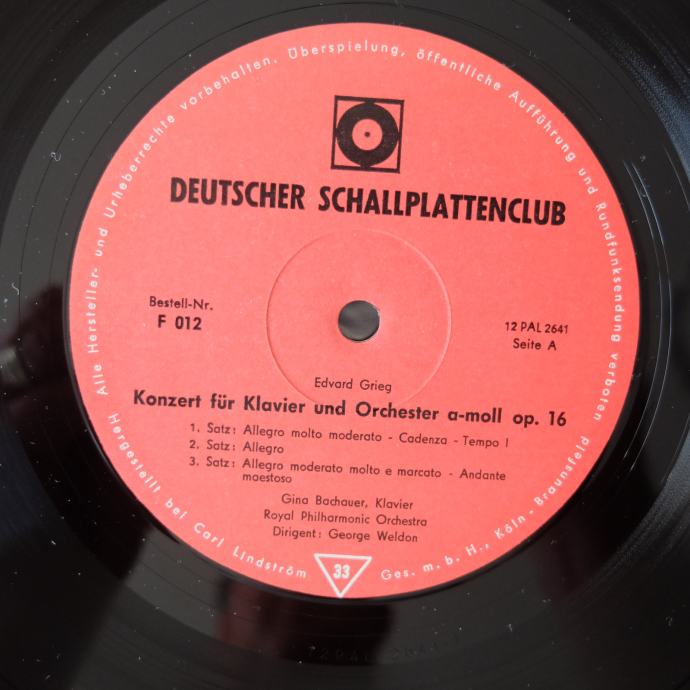 Alle Hersteller- und Urheberrechte vorbehalten. Überspielung, öffentliche Aufführung und Rundfunksendung verboten
DEUTSCHER SCHALLPLATTENCLUB
Bestell-Nr.
F 012
12 PAL 2641
Seite A
Edvard Grieg
Konzert für Klavier und Orchester a-moll op. 16
1. Satz: Allegro molto moderato - Cadenza - Tempo I
2. Satz: Allegro
3. Satz: Allegro moderato molto e marcato - Andante
maestoso
Gina Bachauer, Klavier
Royal Philharmonic Orchestra
Dirigent: George Weldon
33
Hergestellt bei Carl Lindström Ges. m. b. H., Köln - Braunsfeld